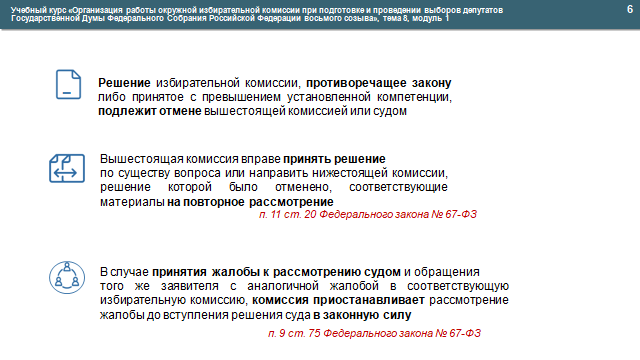 Учебный курс «Организация работы окружной избирательной комиссии при подготовке и проведении выборов депутатов
6
Государственной Думы Федерального Собрания Российской Федерации восьмого созыва», тема 8, модуль 1
Решение избирательной комиссии, противоречащее закону
либо принятое с превышением установленной компетенции,
подлежит отмене вышестоящей комиссией или судом
Вышестоящая комиссия вправе принять решение
по существу вопроса или направить нижестоящей комиссии,
решение которой было отменено, соответствующие
материалы на повторное рассмотрение
п. 11 ст. 20 Федерального закона № 67-ФЗ
В случае принятия жалобы к рассмотрению судом и обращения
того же заявителя с аналогичной жалобой в соответствующую
избирательную комиссию, комиссия приостанавливает рассмотрение
жалобы до вступления решения суда в законную силу
п. 9 ст. 75 Федерального закона № 67-ФЗ